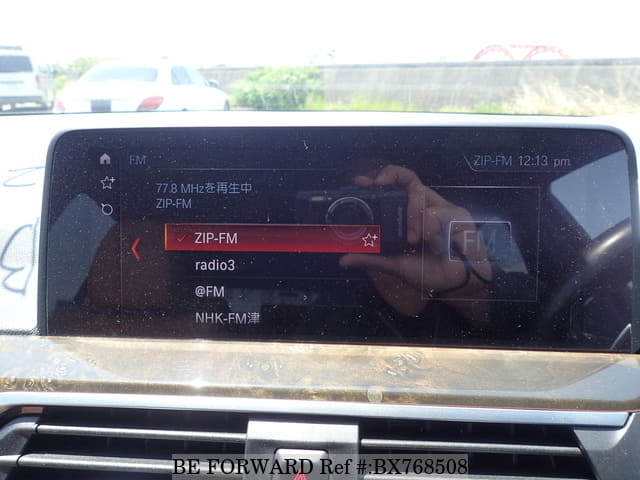 FM
ZIP-FM 12:13 pm
77.8 MHzを再生中
ZIP-FM
ZIP-FM
radio3
@FM
NHK-FM津
FM
BE FORWARD Ref #:BX768508